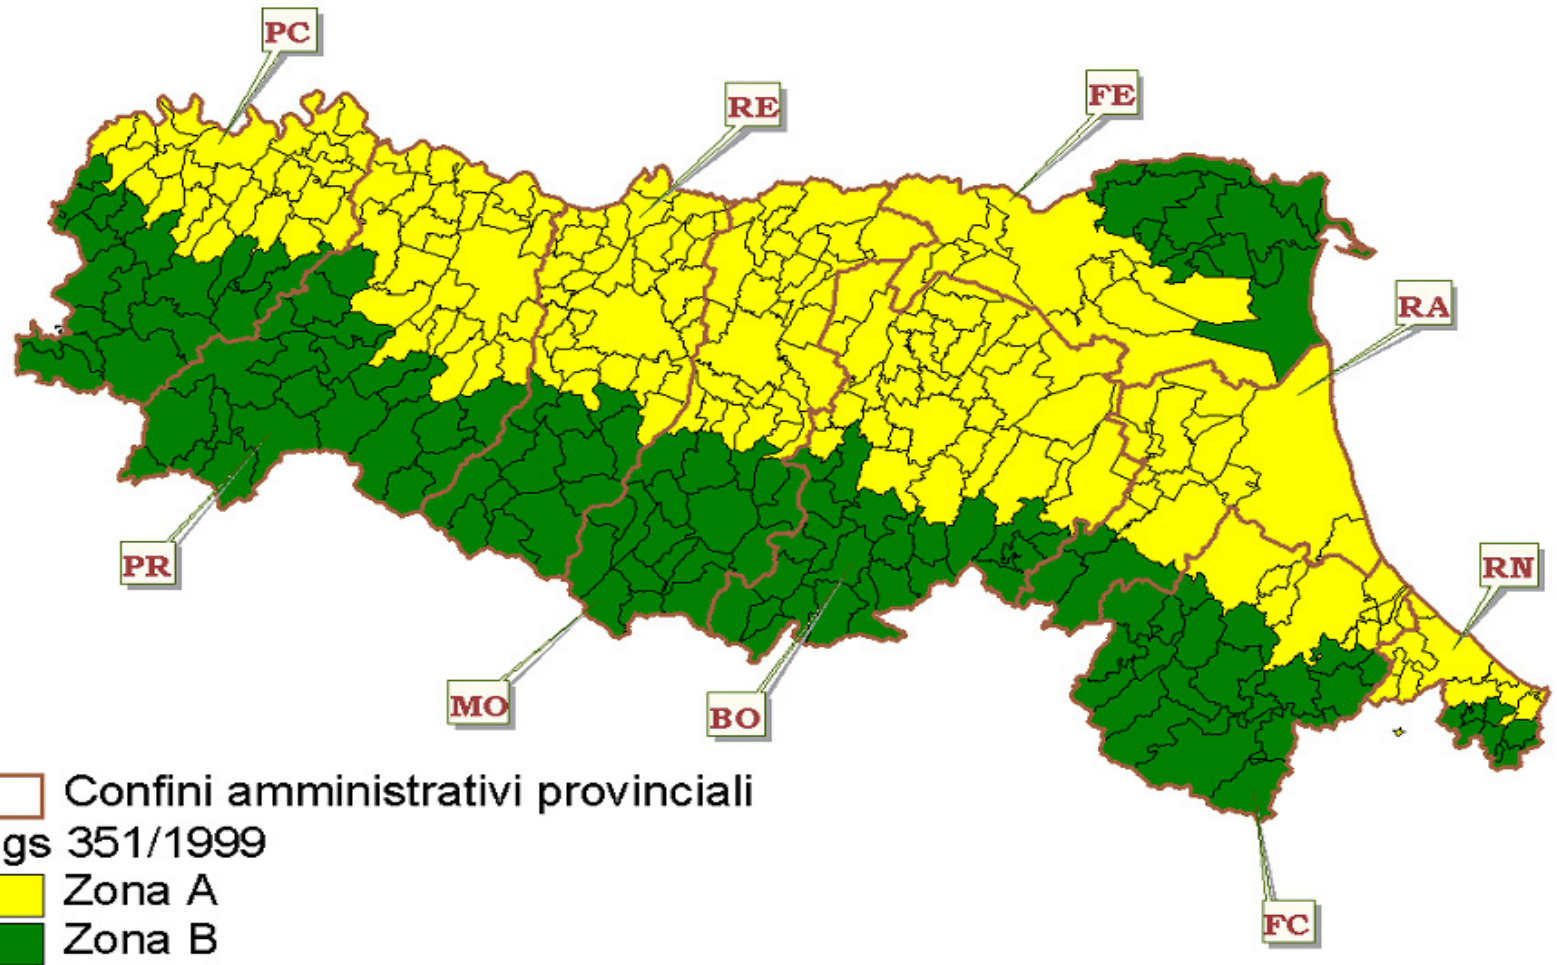 PC
RE
FE
RA
RN
PR
MO
BO
FC
Confini amministrativi provinciali
gs 351/1999
Zona A
Zona B